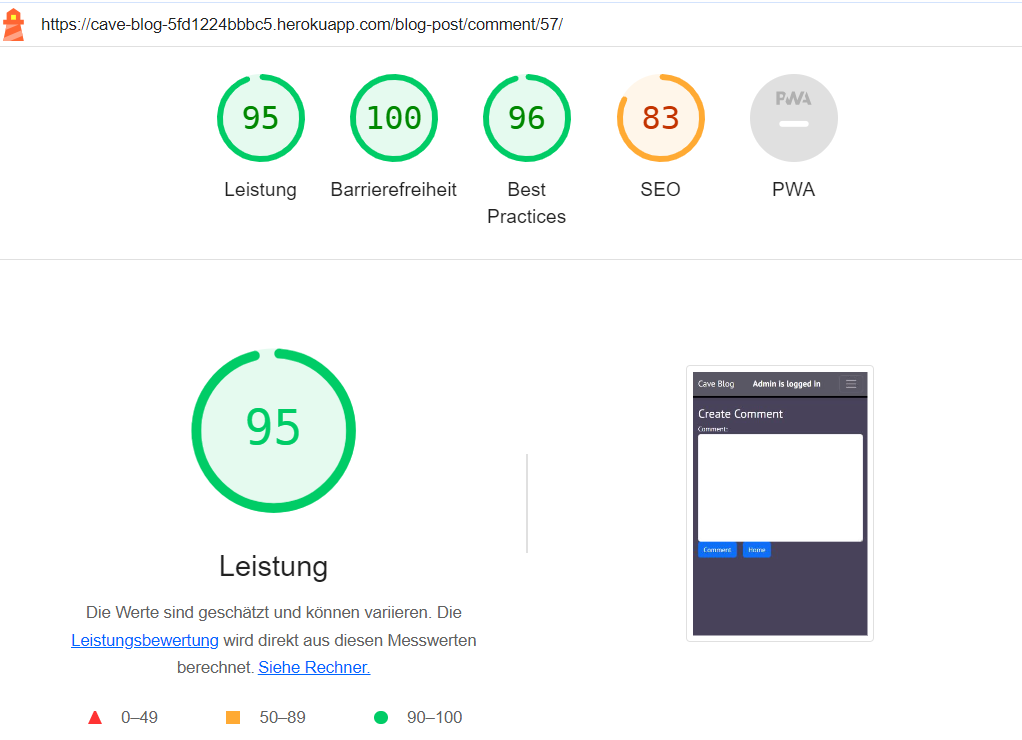 https://cave-blog-5fd1224bbbc5.herokuapp.com/blog-post/comment/57/
95
100
96
83
PWA
Leistung
Barrierefreiheit
Best
Practices
SEO
PWA
95
Leistung
Die Werte sind geschätzt und können variieren. Die
Leistungsbewertung wird direkt aus diesen Messwerten
berechnet. Siehe Rechner.
0–49
50–89
90–100
Cave Blog
Admin is logged in
Create Comment
Comment:
Comment
Home